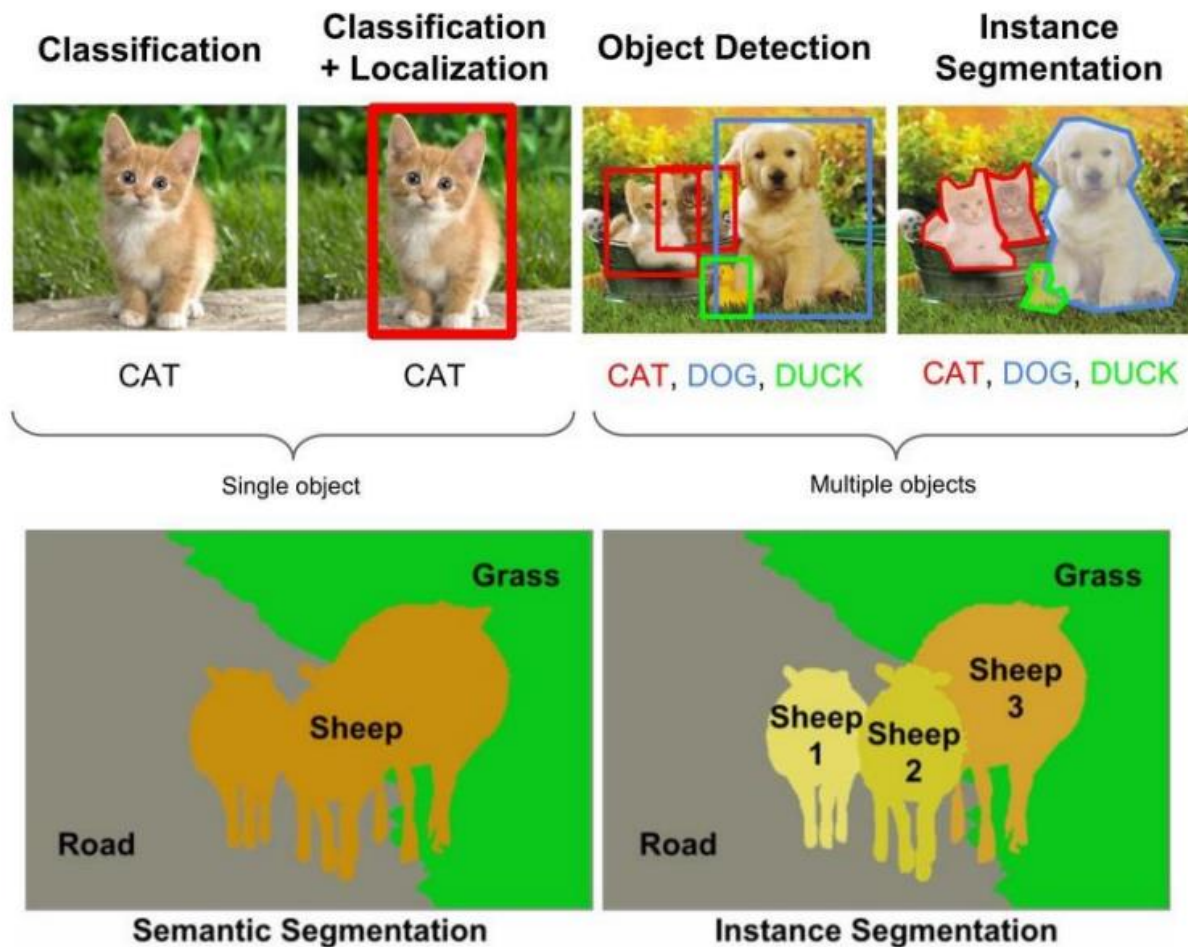 Classification
Classification
+ Localization
Object Detection
Instance
Segmentation
CAT
CAT
CAT, DOG, DUCK
CAT, DOG, DUCK
Single object
Multiple objects
Grass
Sheep
Road
Semantic Segmentation
Grass
Sheep
3
Sheep
1
Sheep
2
Road
Instance Segmentation